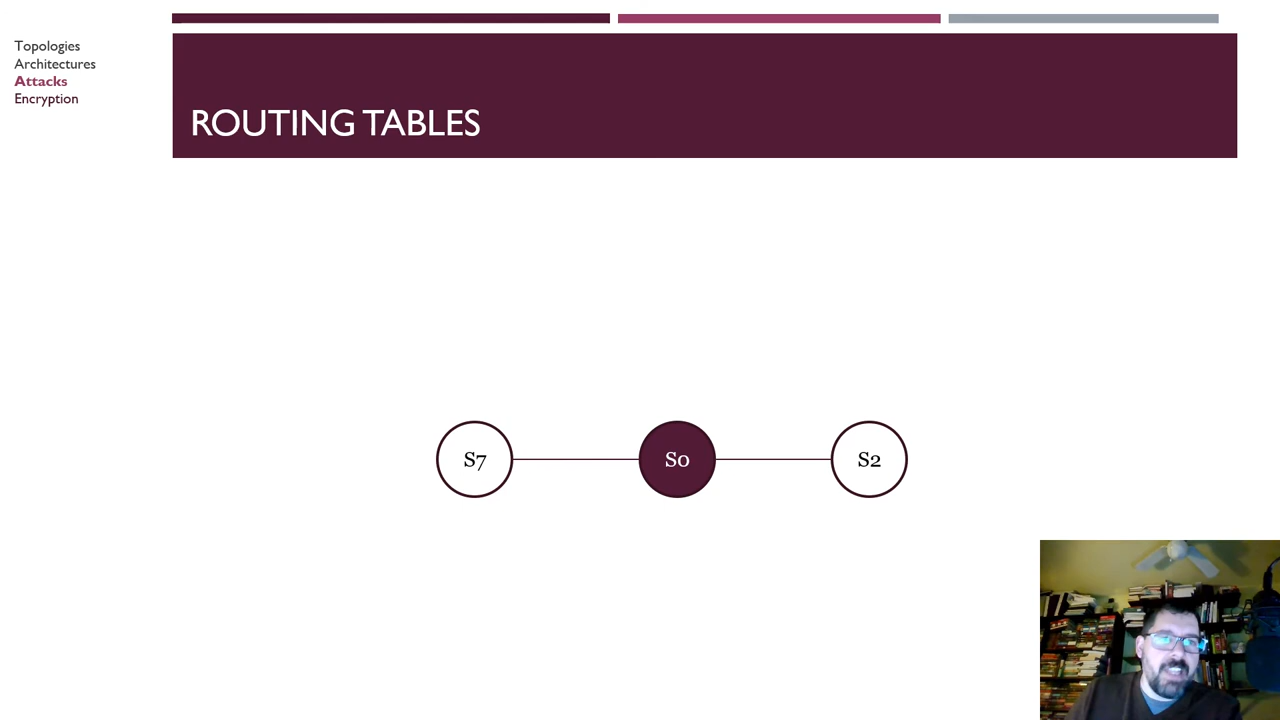 Topologies
Architectures
Attacks
Encryption
ROUTING TABLES
S7
S0
S2